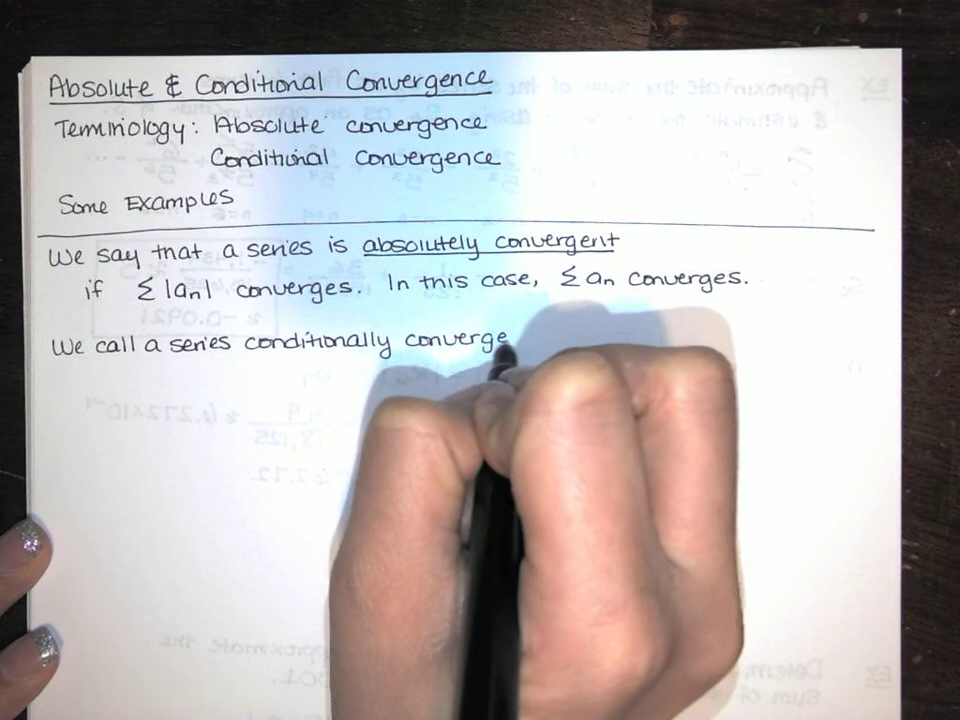 Absolute & Conditional Convergence
Terminology: Absolute convergence
Conditional convergence
Some Examples
We say that a series is absolutely convergent
if Σ |an| converges. In this case, Σ an converges.
We call a series conditionally converge